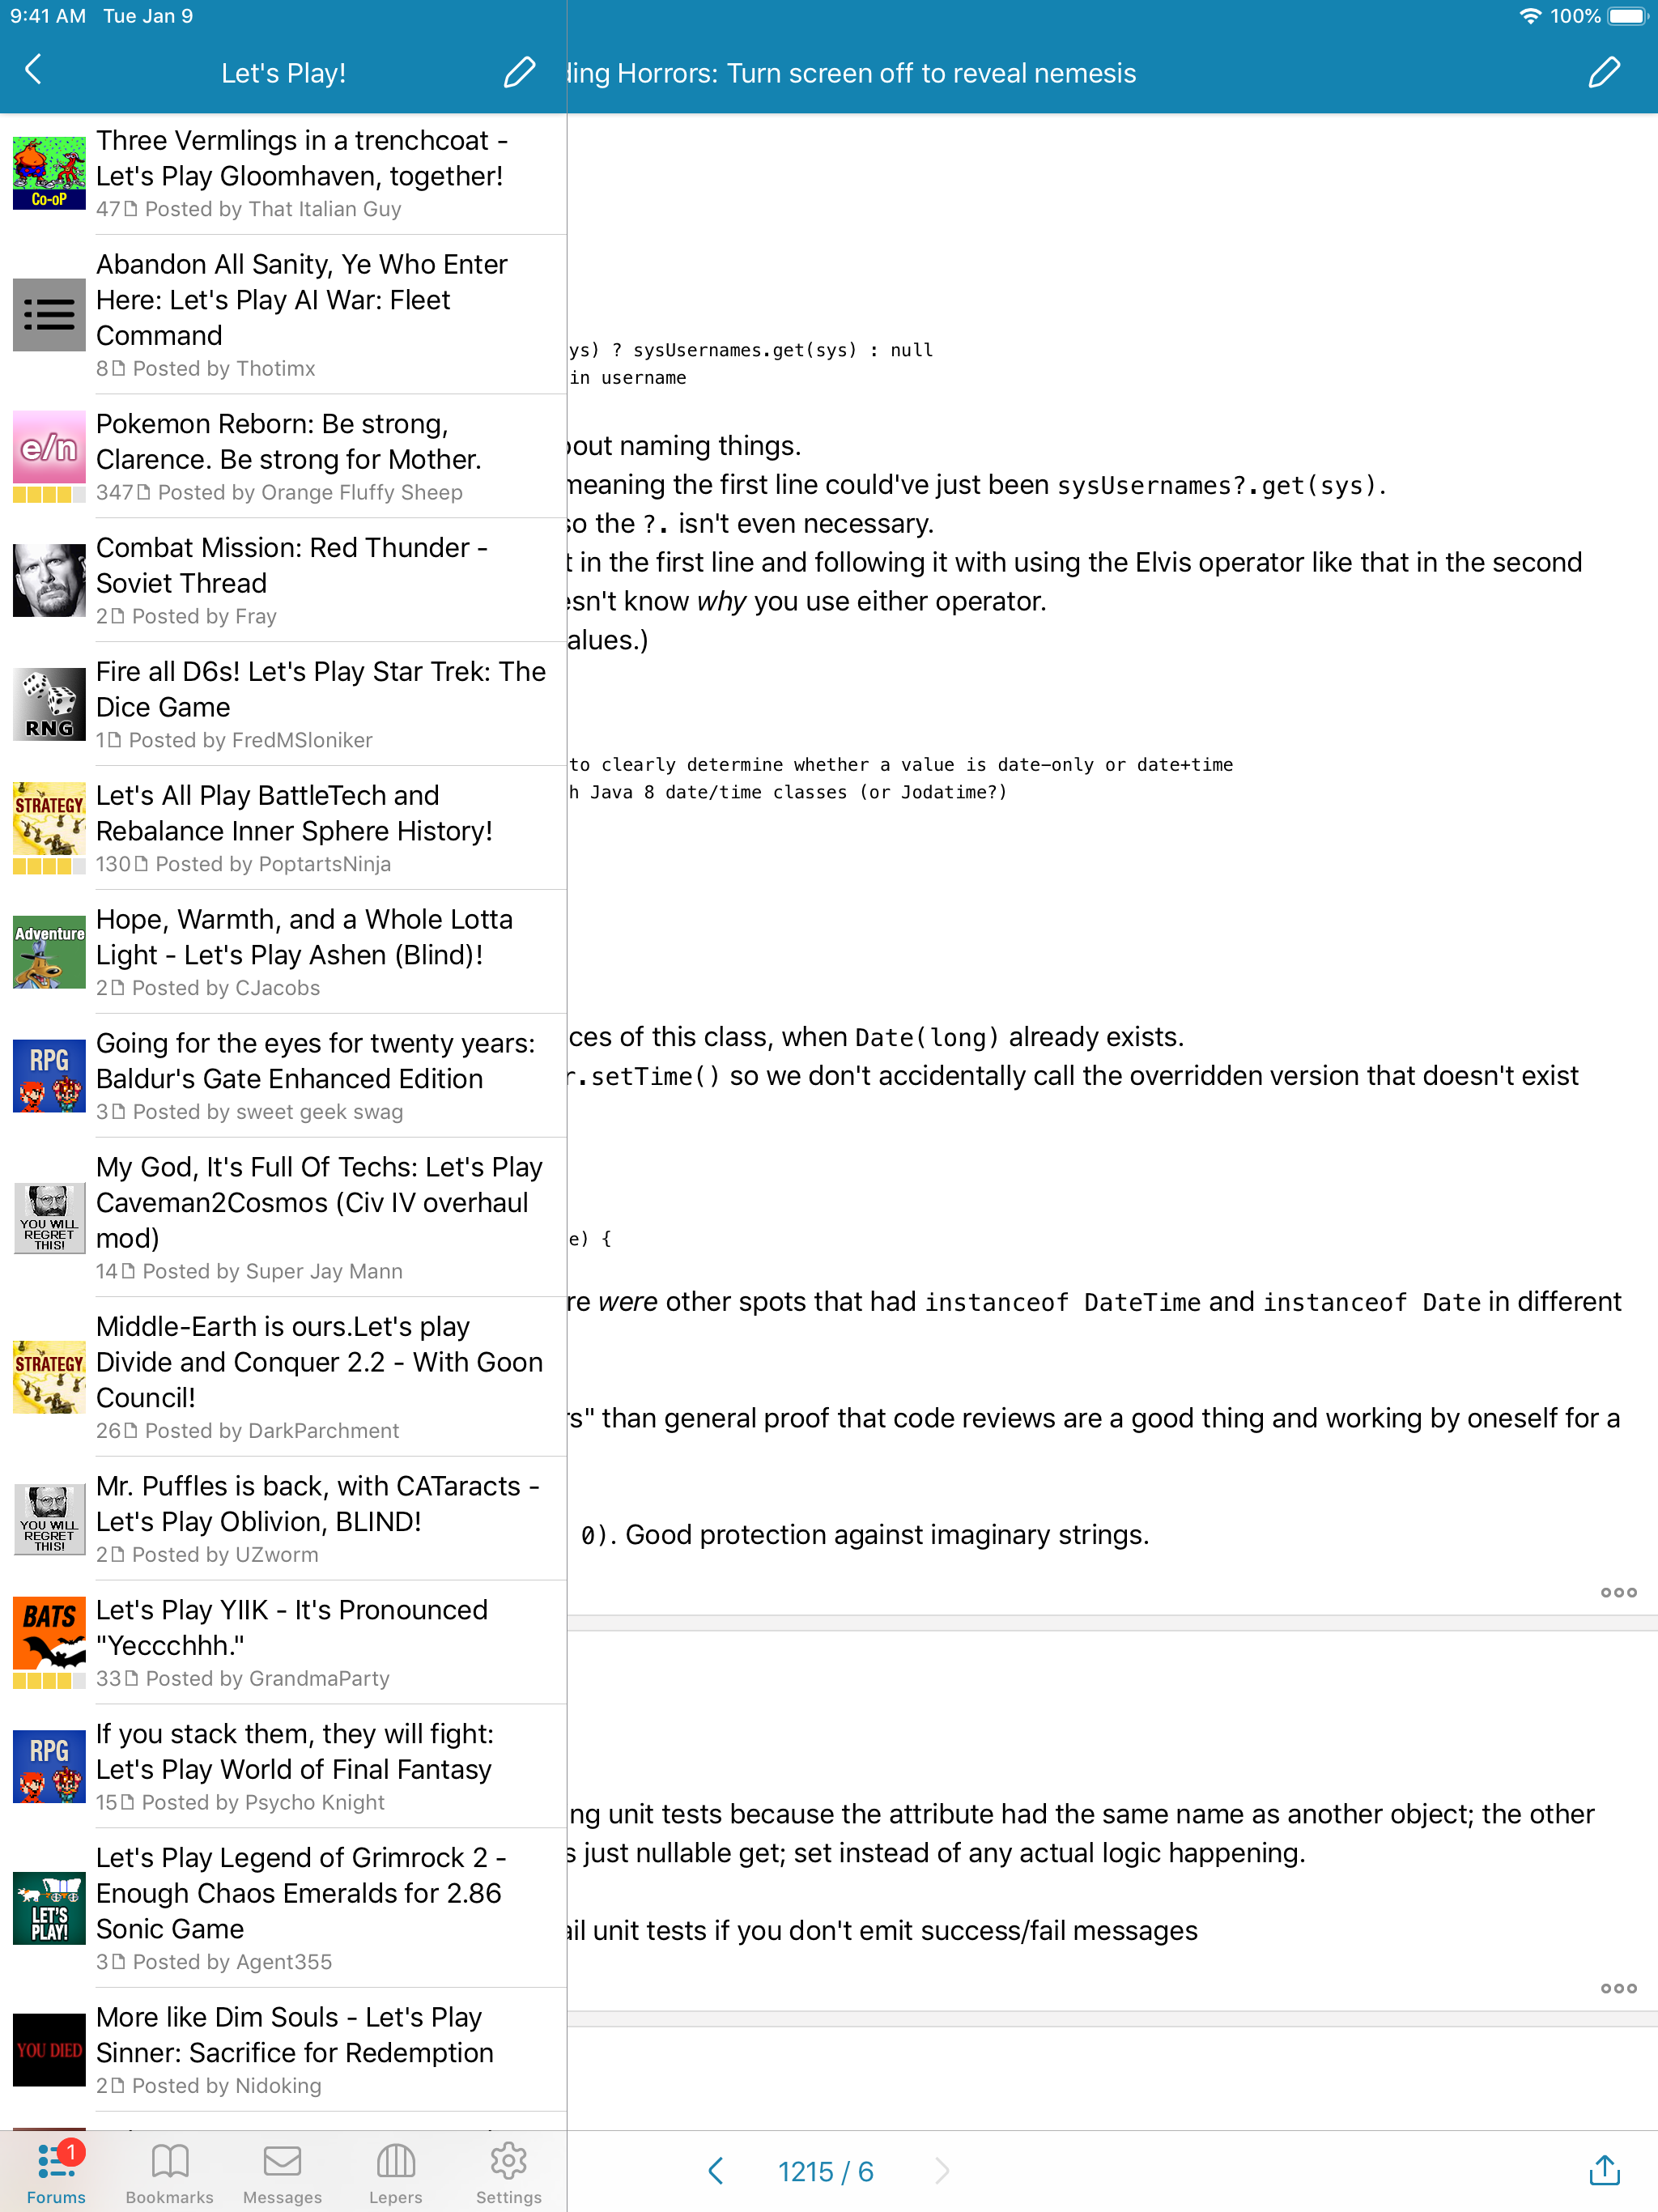 9:41 AM Tue Jan 9
100%
Let's Play!
ding Horrors: Turn screen off to reveal nemesis
Three Vermlings in a trenchcoat -
Let's Play Gloomhaven, together!
47 Posted by That Italian Guy
Co-oP
Abandon All Sanity, Ye Who Enter
Here: Let's Play AI War: Fleet
Command
8 Posted by Thotimx
e/n
Pokemon Reborn: Be strong,
Clarence. Be strong for Mother.
347 Posted by Orange Fluffy Sheep
Combat Mission: Red Thunder -
Soviet Thread
2 Posted by Fray
RNG
Fire all D6s! Let's Play Star Trek: The
Dice Game
1 Posted by FredMSloniker
STRATEGY
Let's All Play BattleTech and
Rebalance Inner Sphere History!
130 Posted by PoptartsNinja
Adventure
Hope, Warmth, and a Whole Lotta
Light - Let's Play Ashen (Blind)!
2 Posted by CJacobs
RPG
Going for the eyes for twenty years:
Baldur's Gate Enhanced Edition
3 Posted by sweet geek swag
YOU WILL
REGRET
THIS!
My God, It's Full Of Techs: Let's Play
Caveman2Cosmos (Civ IV overhaul
mod)
14 Posted by Super Jay Mann
STRATEGY
Middle-Earth is ours.Let's play
Divide and Conquer 2.2 - With Goon
Council!
26 Posted by DarkParchment
YOU WILL
REGRET
THIS!
Mr. Puffles is back, with CATaracts -
Let's Play Oblivion, BLIND!
2 Posted by UZworm
BATS
Let's Play YIIK - It's Pronounced
"Yeccchhh."
33 Posted by GrandmaParty
RPG
If you stack them, they will fight:
Let's Play World of Final Fantasy
15 Posted by Psycho Knight
LET'S
PLAY!
Let's Play Legend of Grimrock 2 -
Enough Chaos Emeralds for 2.86
Sonic Game
3 Posted by Agent355
YOU DIED
More like Dim Souls - Let's Play
Sinner: Sacrifice for Redemption
2 Posted by Nidoking
1
Forums
Bookmarks
Messages
Lepers
Settings
ys) ? sysUsernames.get(sys) : null
in username
out naming things.
meaning the first line could've just been sysUsernames?.get(sys).
so the ?. isn't even necessary.
t in the first line and following it with using the Elvis operator like that in the second
esn't know why you use either operator.
alues.)
to clearly determine whether a value is date-only or date+time
h Java 8 date/time classes (or Jodatime?)
ces of this class, when Date(long) already exists.
r.setTime() so we don't accidentally call the overridden version that doesn't exist
e) {
re were other spots that had instanceof DateTime and instanceof Date in different
rs" than general proof that code reviews are a good thing and working by oneself for a
0). Good protection against imaginary strings.
ng unit tests because the attribute had the same name as another object; the other
s just nullable get; set instead of any actual logic happening.
ail unit tests if you don't emit success/fail messages
1215 / 6